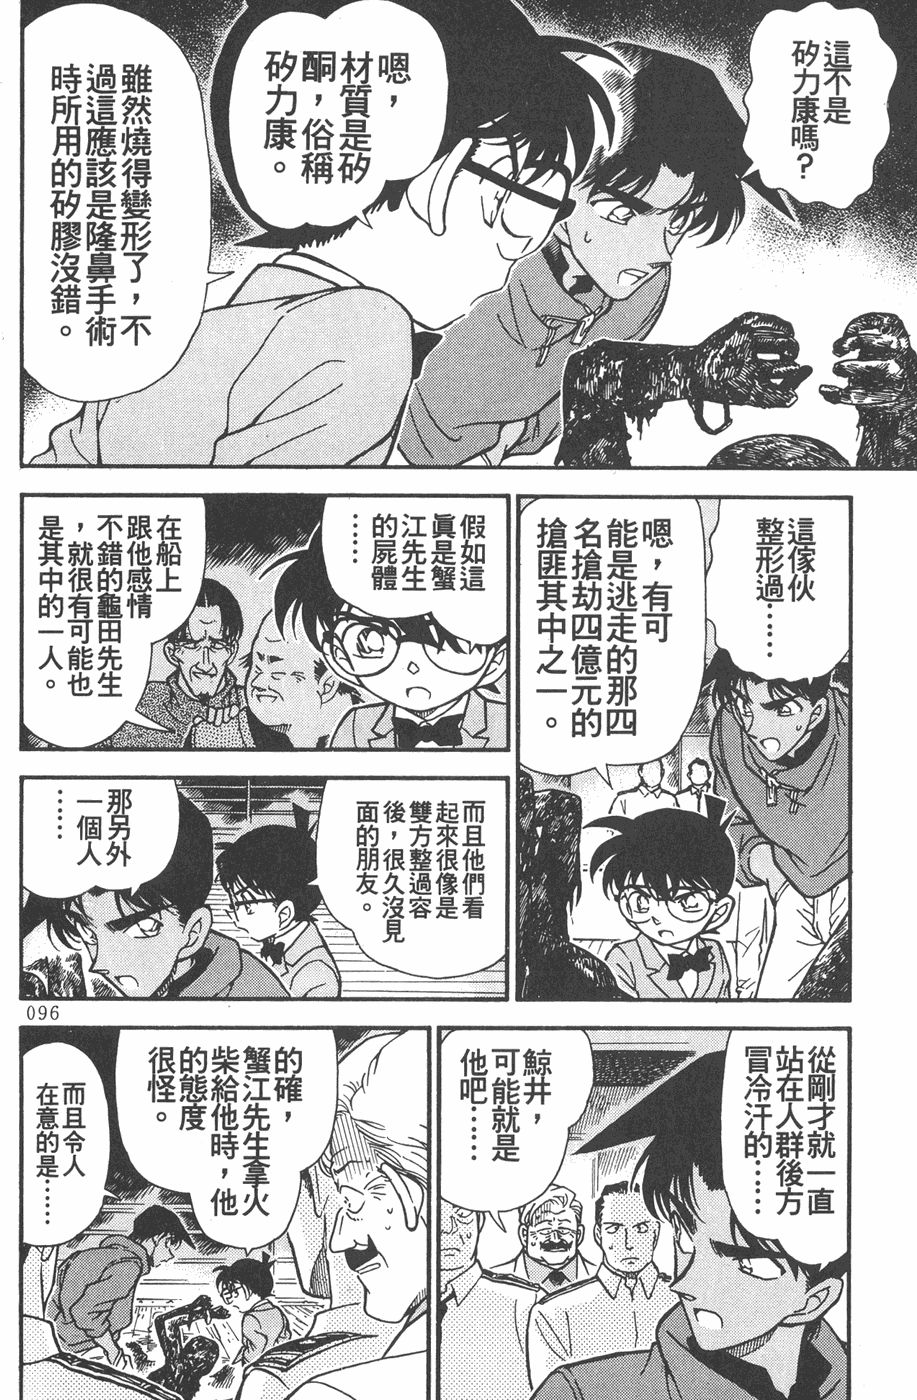 這不是
矽力康嗎？
嗯，
材質是矽
酮，俗稱
矽力康。
雖然燒得變形了，不
過這應該是隆鼻手術
時所用的矽膠沒錯。
這傢伙
整形過……
嗯，有可
能是逃走的那四
名搶劫四億元的
搶匪其中之一。
假如這
眞是蟹
江先生
的屍體
……
在船上
跟他感情
不錯的龜田先生
，就很有可能也
是其中的一人。
而且他們看
起來很像是
雙方整過容
後，很久沒見
面的朋友。
那另外
一個人
……
096
從剛才就一直
站在人群後方
冒冷汗的……
鯨井，
可能就是
他吧……
的確，
蟹江先生拿火
柴給他時，他
的態度
很怪。
而且令人
在意的是……